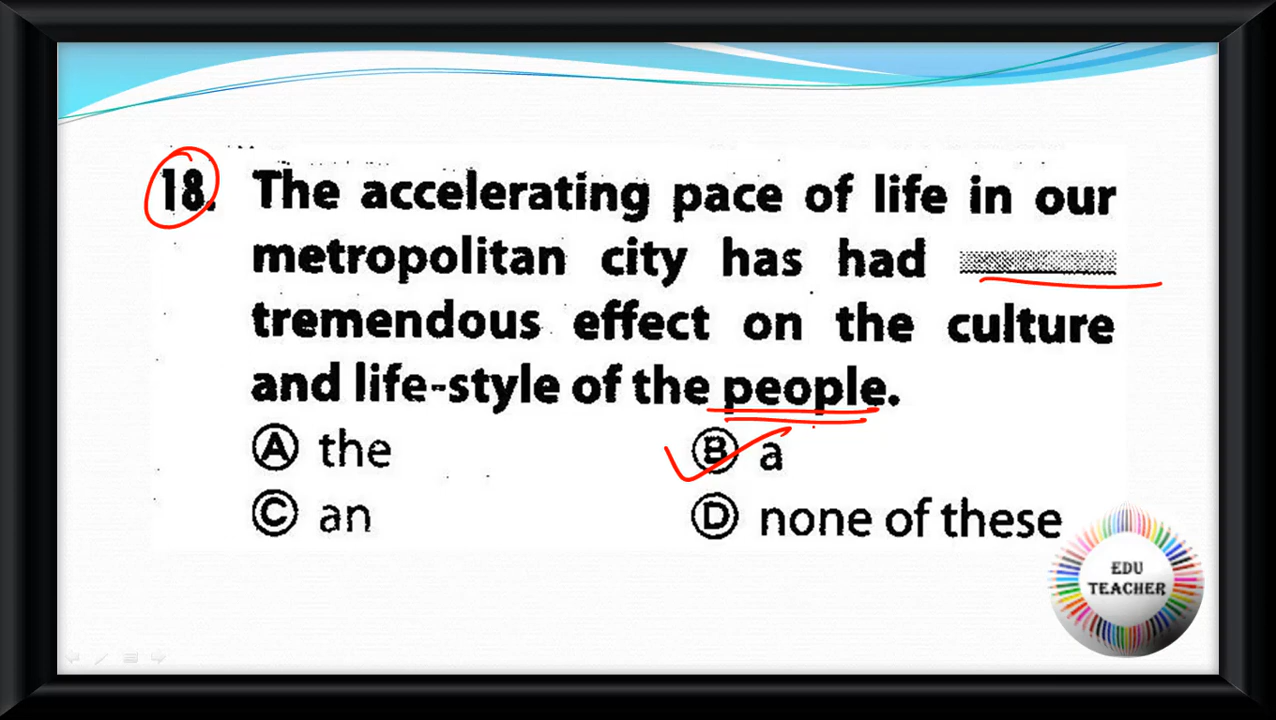 18. The accelerating pace of life in our
metropolitan city has had
tremendous effect on the culture
and life-style of the people.
A the
B a
C an
D none of these
EDU
TEACHER